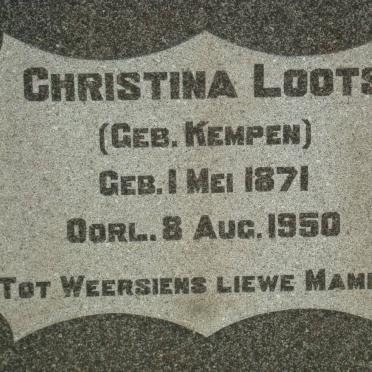 CHRISTINA LOOTS
(GEB. KEMPEN)
GEB. 1 MEI 1871
OORL. 8 AUG. 1950
TOT WEERSIENS LIEWE